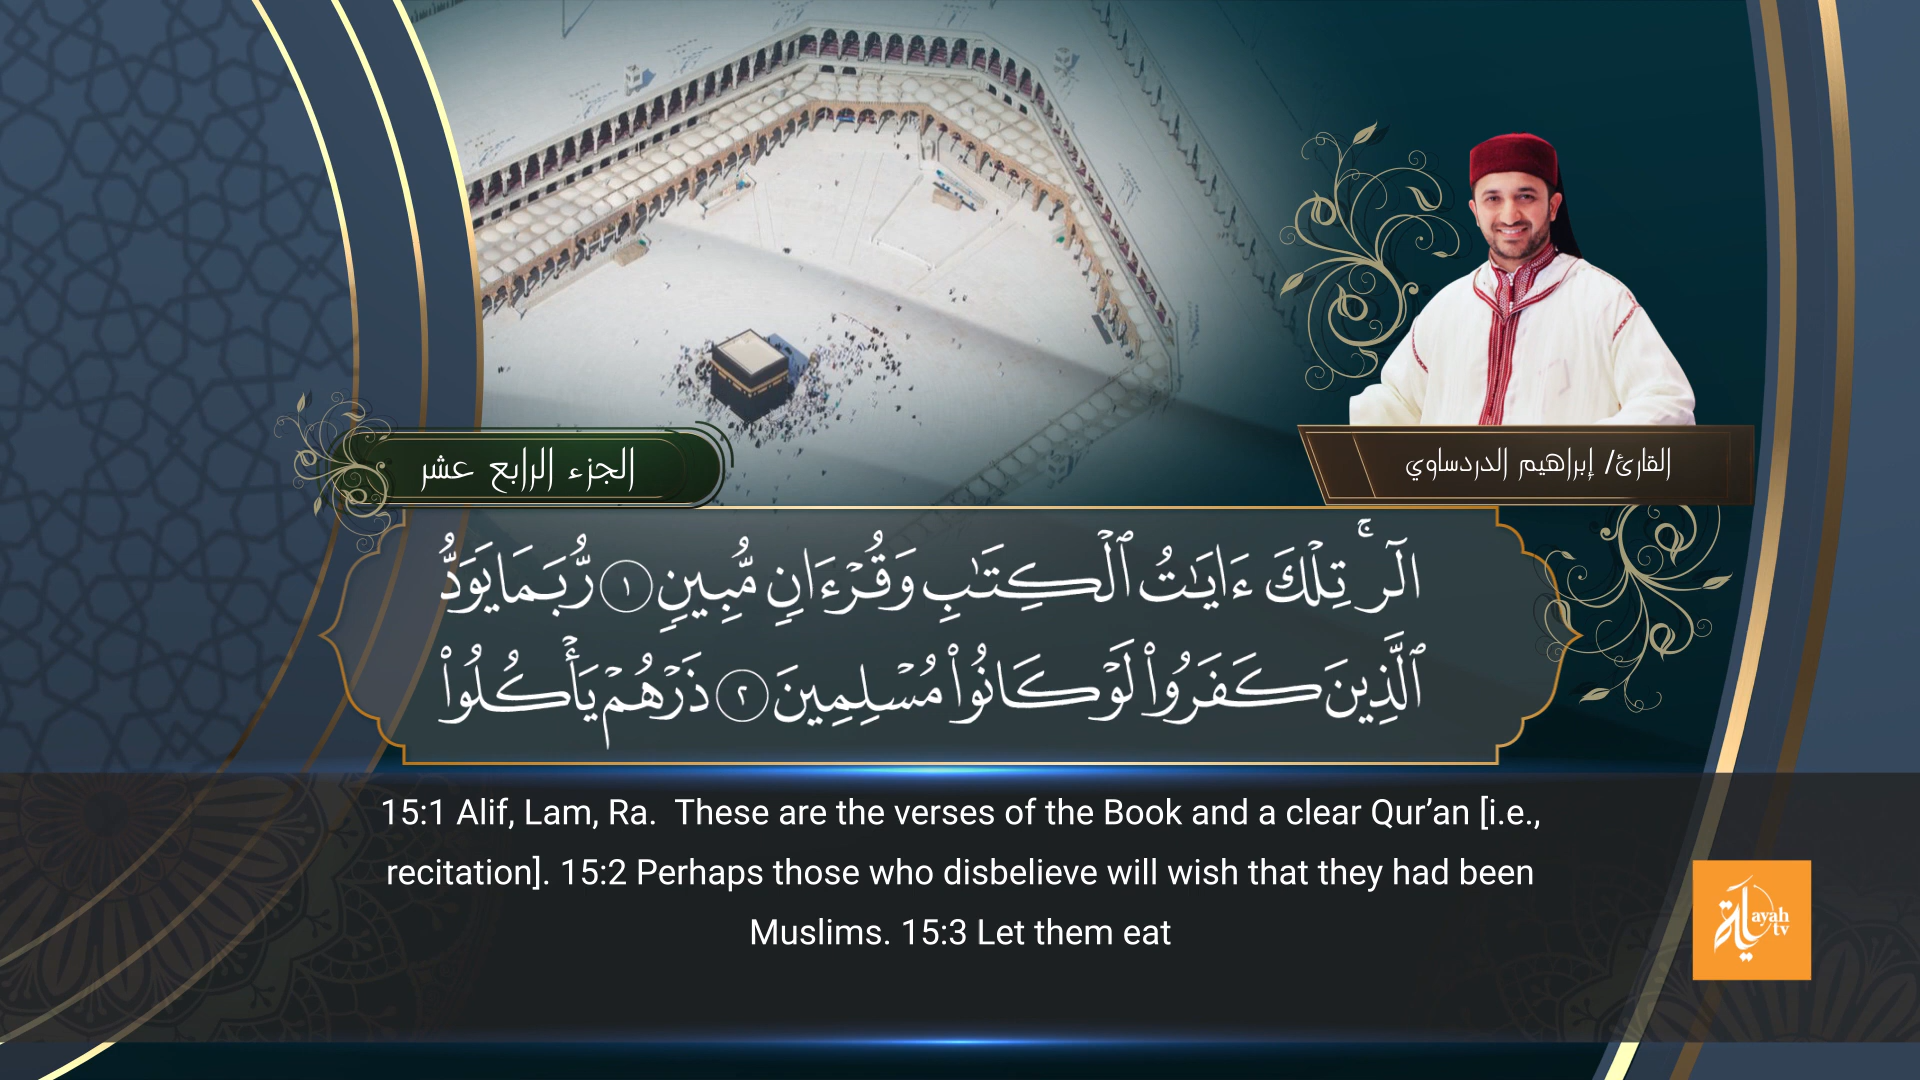 الجزء الرابع عشر
القارئ/ إبراهيم الدردساوي
الٓرۚ تِلۡكَ ءَايَٰتُ ٱلۡكِتَٰبِ وَقُرۡءَانٖ مُّبِينٖ ١ رُّبَمَا يَوَدُّ
ٱلَّذِينَ كَفَرُواْ لَوۡ كَانُواْ مُسۡلِمِينَ ٢ ذَرۡهُمۡ يَأۡكُلُواْ
15:1 Alif, Lam, Ra.  These are the verses of the Book and a clear Qur’an [i.e.,
recitation]. 15:2 Perhaps those who disbelieve will wish that they had been
Muslims. 15:3 Let them eat
آية
ayah
tv